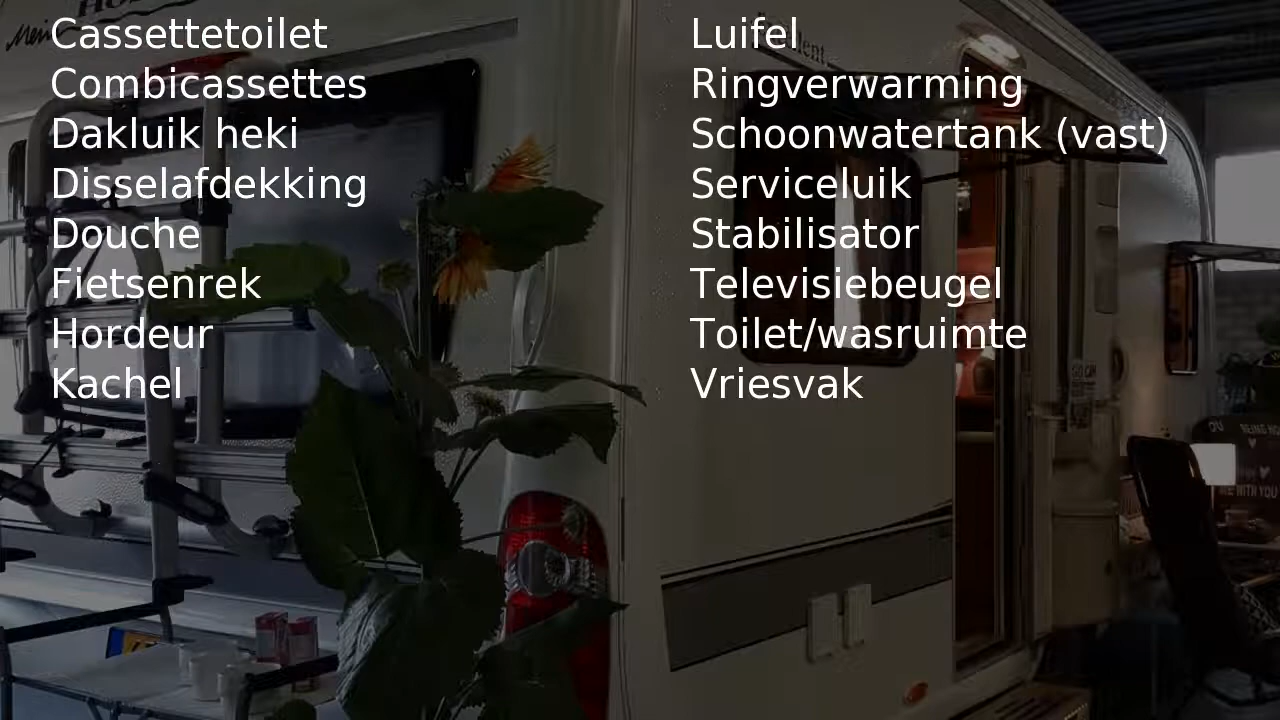 Cassettetoilet
Combicassettes
Dakluik heki
Disselafdekking
Douche
Fietsenrek
Hordeur
Kachel
Luifel
Ringverwarming
Schoonwatertank (vast)
Serviceluik
Stabilisator
Televisiebeugel
Toilet/wasruimte
Vriesvak